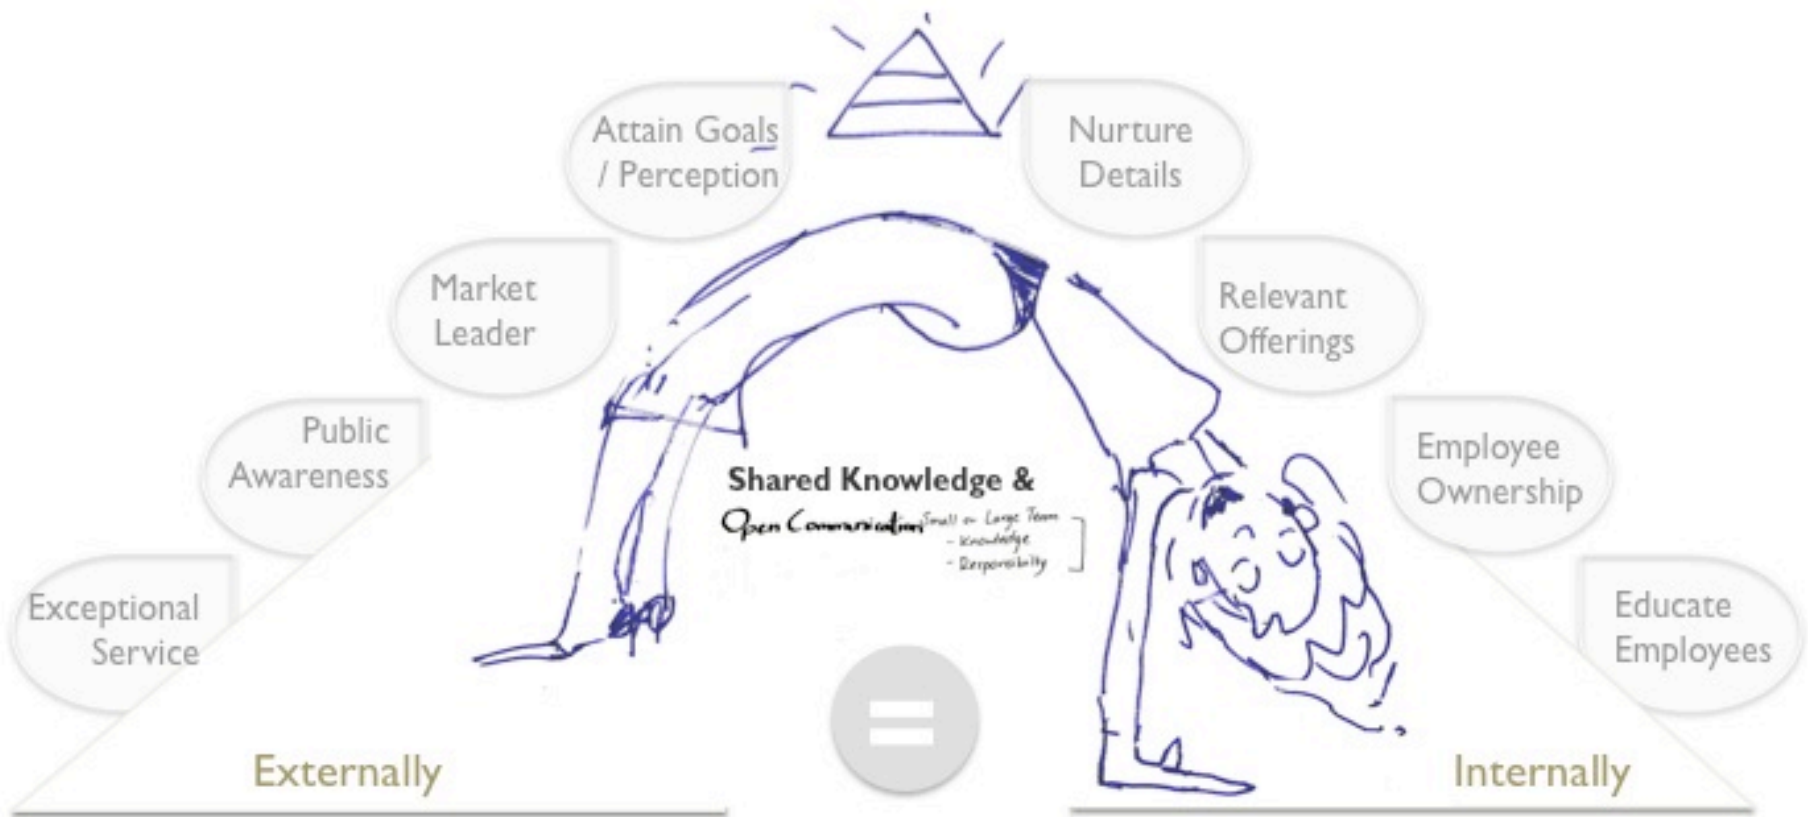 Attain Goals
/ Perception
Nurture
Details
Market
Leader
Relevant
Offerings
Public
Awareness
Employee
Ownership
Shared Knowledge &
Open Communication
Small or Large Team
- Knowledge
- Responsibility
Exceptional
Service
Educate
Employees
=
Externally
Internally